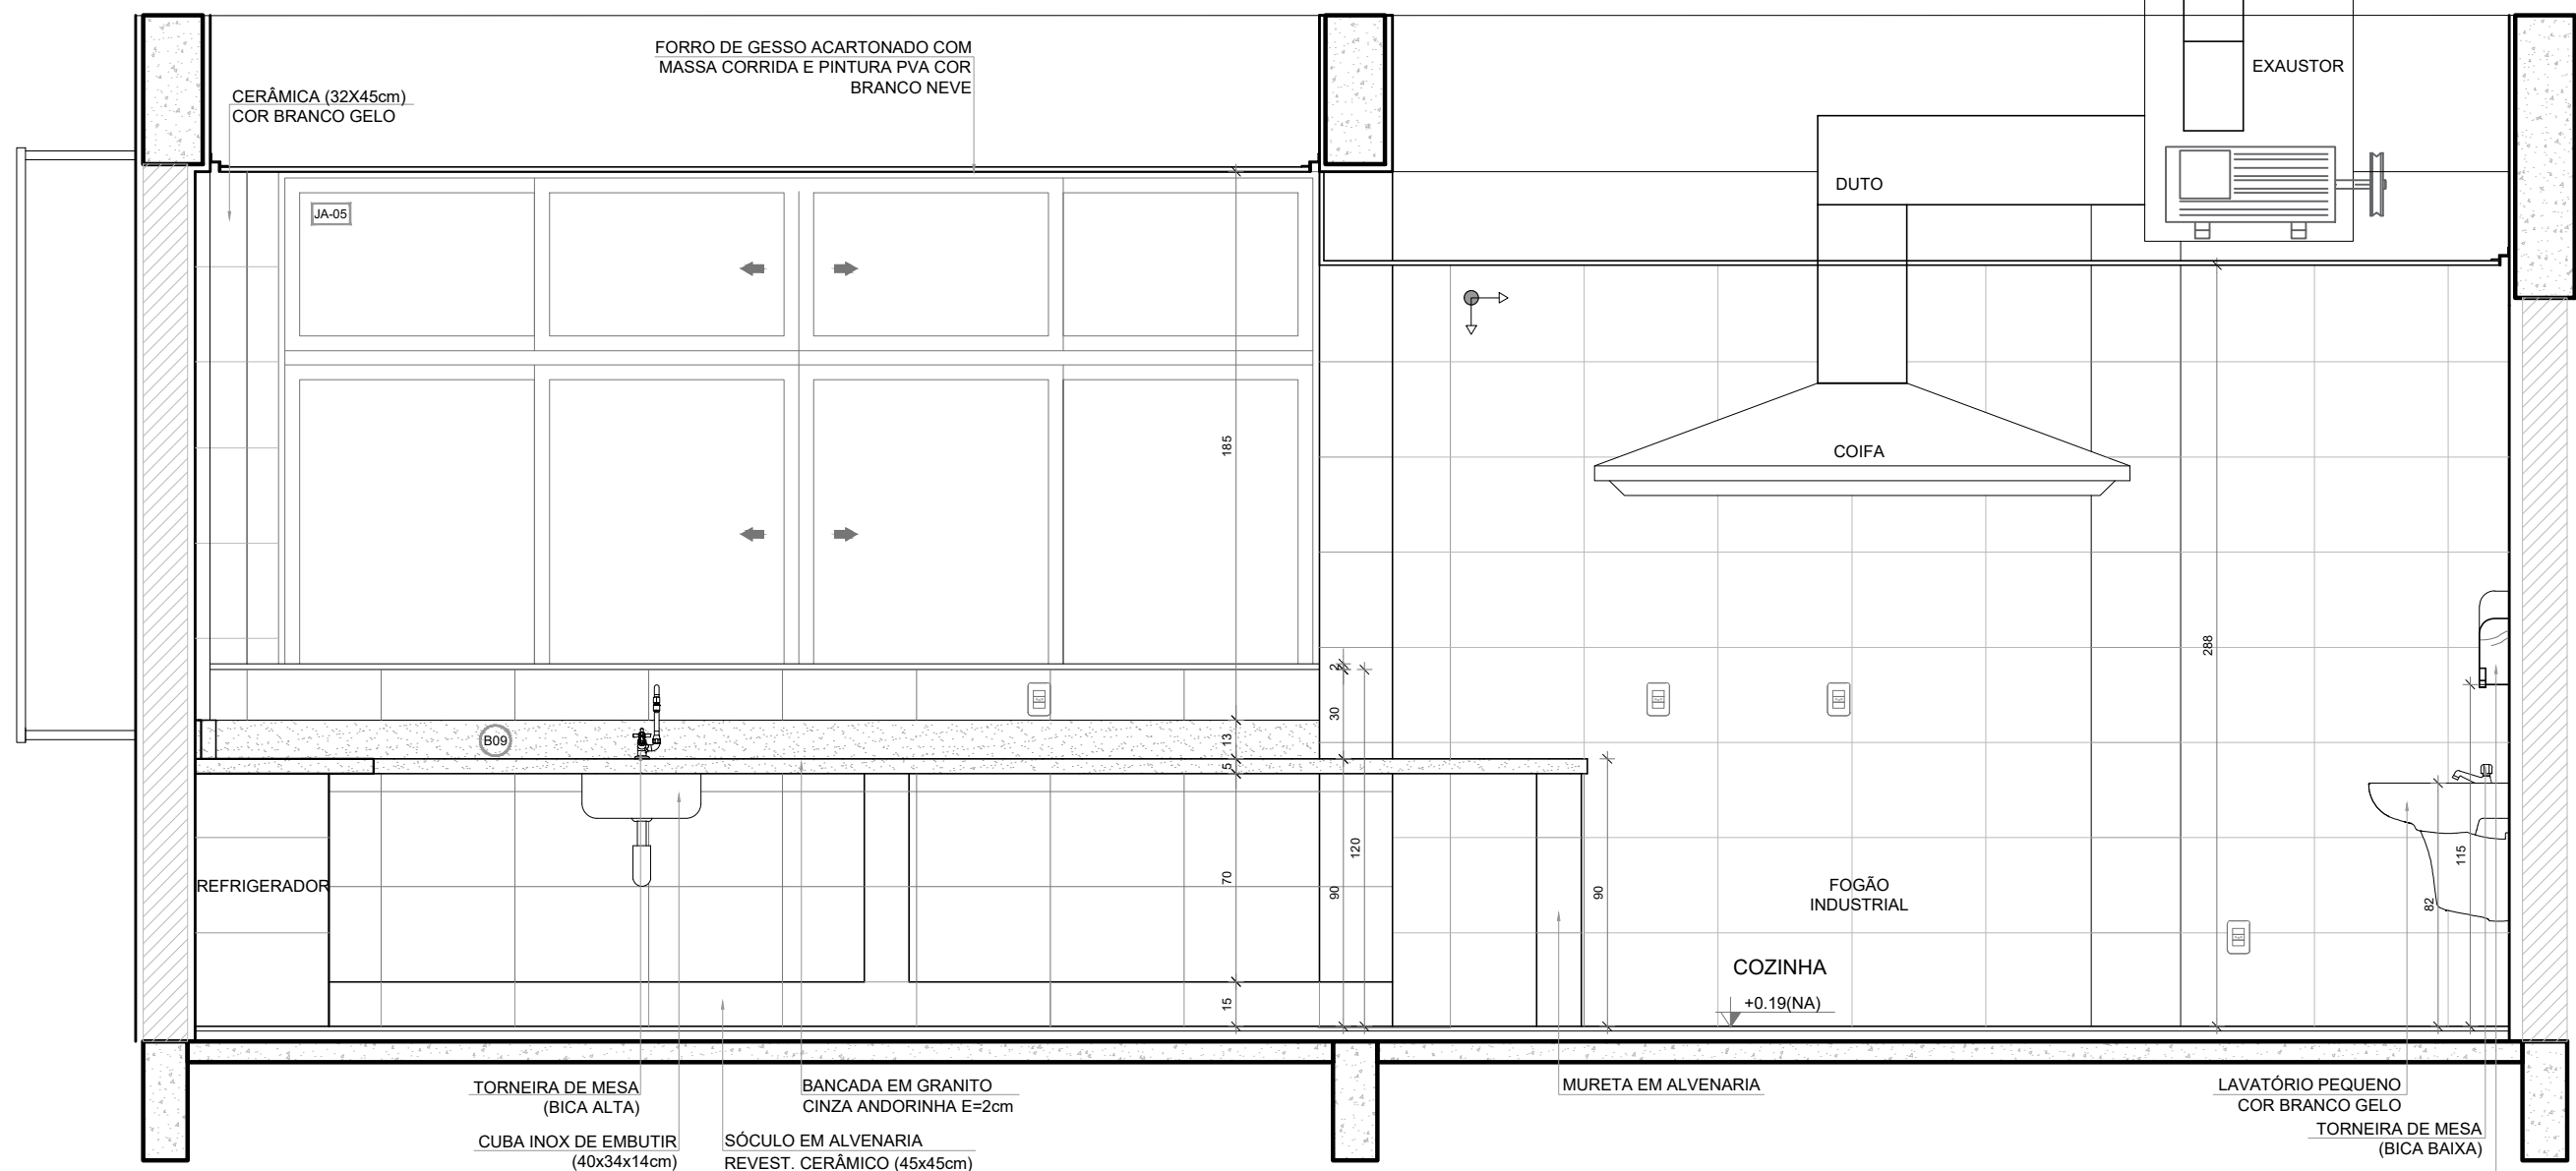 FORRO DE GESSO ACARTONADO COM
MASSA CORRIDA E PINTURA PVA COR
BRANCO NEVE
EXAUSTOR
CERÂMICA (32X45cm)
COR BRANCO GELO
DUTO
JA-05
COIFA
185
288
2
30
B09
13
5
120
115
70
90
90
82
REFRIGERADOR
FOGÃO
INDUSTRIAL
COZINHA
+0.19(NA)
15
TORNEIRA DE MESA
(BICA ALTA)
BANCADA EM GRANITO
CINZA ANDORINHA E=2cm
MURETA EM ALVENARIA
LAVATÓRIO PEQUENO
COR BRANCO GELO
CUBA INOX DE EMBUTIR
(40x34x14cm)
SÓCULO EM ALVENARIA
REVEST. CERÂMICO (45x45cm)
TORNEIRA DE MESA
(BICA BAIXA)